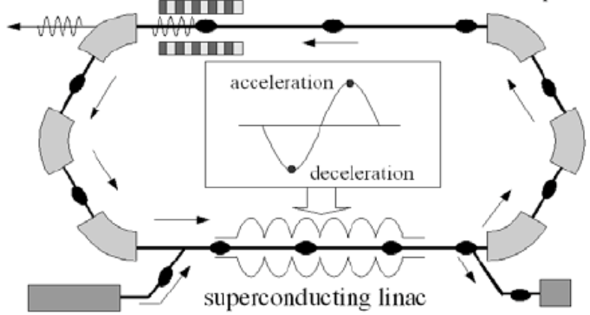 acceleration
deceleration
superconducting linac